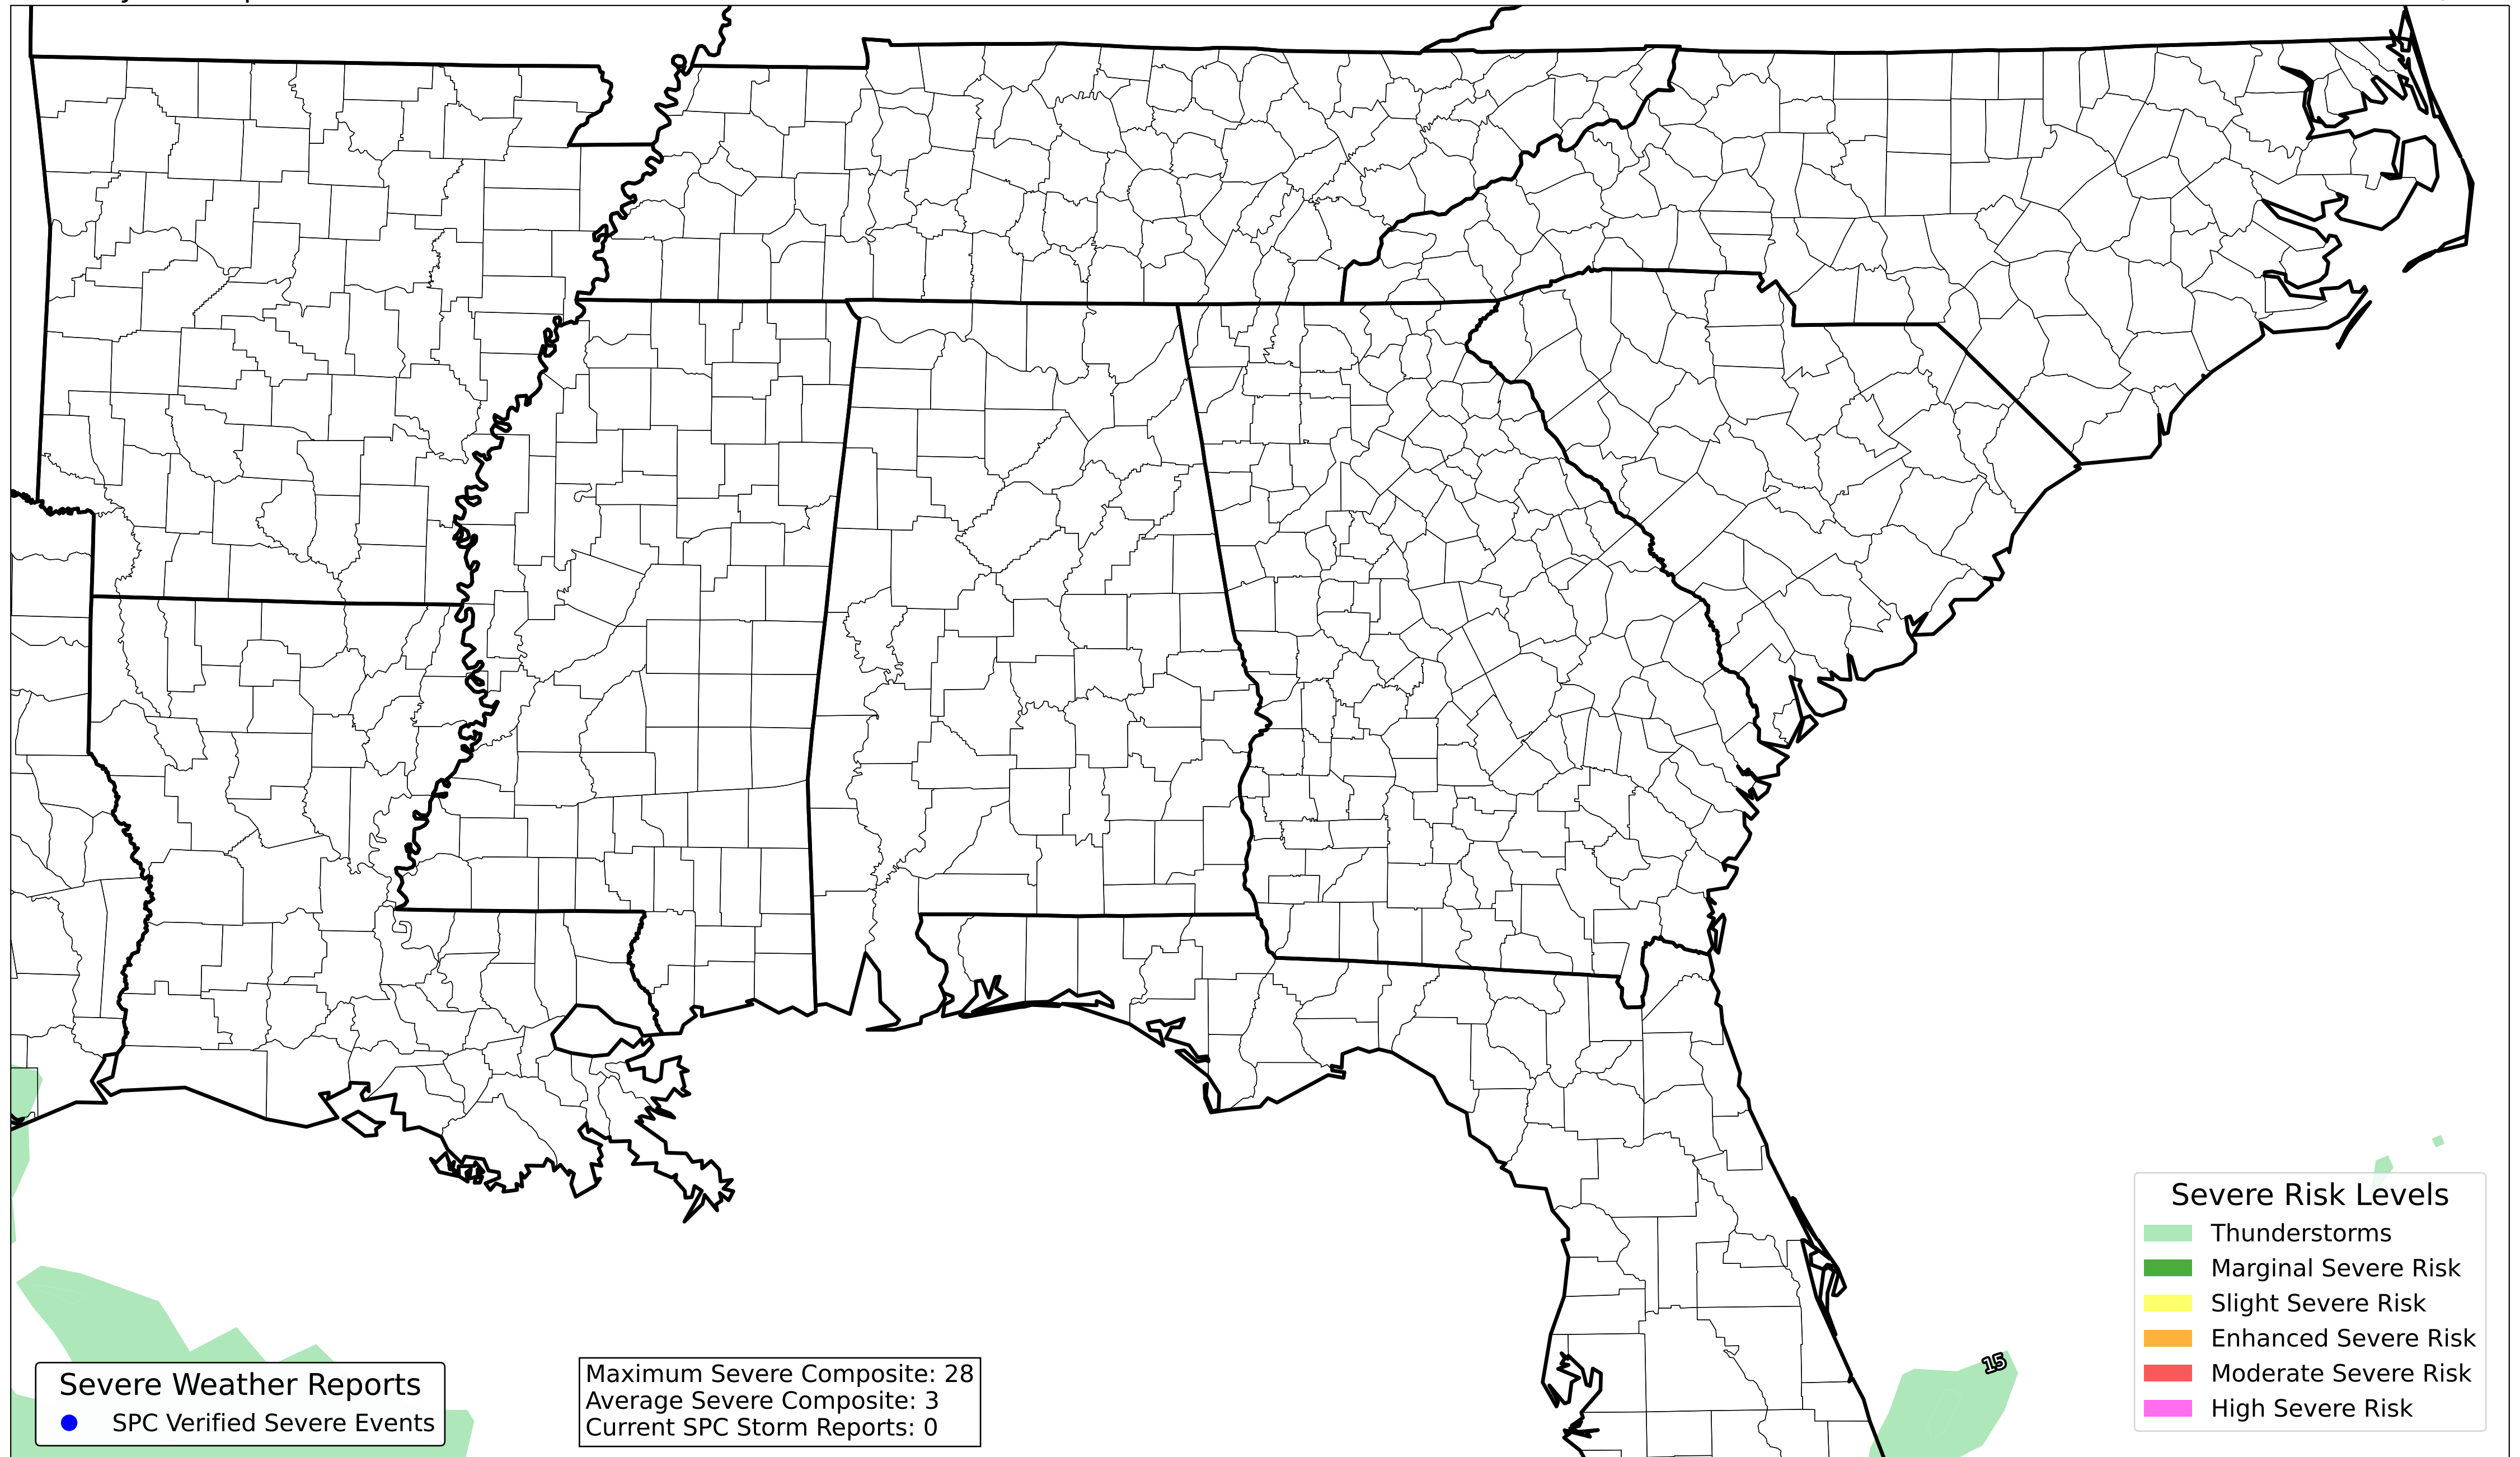 15
Severe Risk Levels
Thunderstorms
Marginal Severe Risk
Slight Severe Risk
Enhanced Severe Risk
Moderate Severe Risk
High Severe Risk
Severe Weather Reports
SPC Verified Severe Events
Maximum Severe Composite: 28
Average Severe Composite: 3
Current SPC Storm Reports: 0